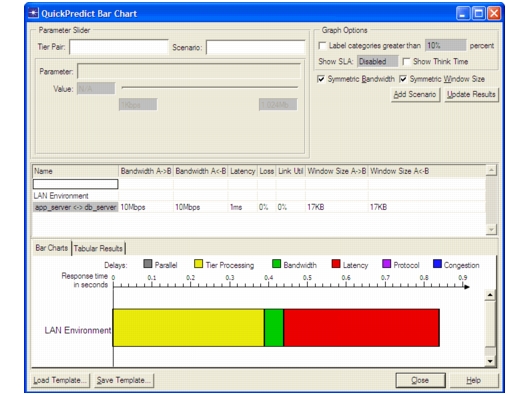 QuickPredict Bar Chart
Parameter Slider
Tier Pair:
Scenario:
Parameter:
Value: N/A
1.024Mb
Graph Options
Label categories greater than 10% percent
Show SLA: Disabled Show Think Time
Symmetric Bandwidth Symmetric Window Size
Add Scenario Update Results
Name Bandwidth A->B Bandwidth A<-B Latency Loss Link Util Window Size A->B Window Size A<-B
LAN Environment
app_server <-> db_server 10Mbps 10Mbps 1ms 0% 0% 17KB 17KB
Bar Charts Tabular Results
Delays: Parallel Tier Processing Bandwidth Latency Protocol Congestion
Response time 0 0.1 0.2 0.3 0.4 0.5 0.6 0.7 0.8 0.9
in seconds
LAN Environment
Load Template... Save Template... Close Help